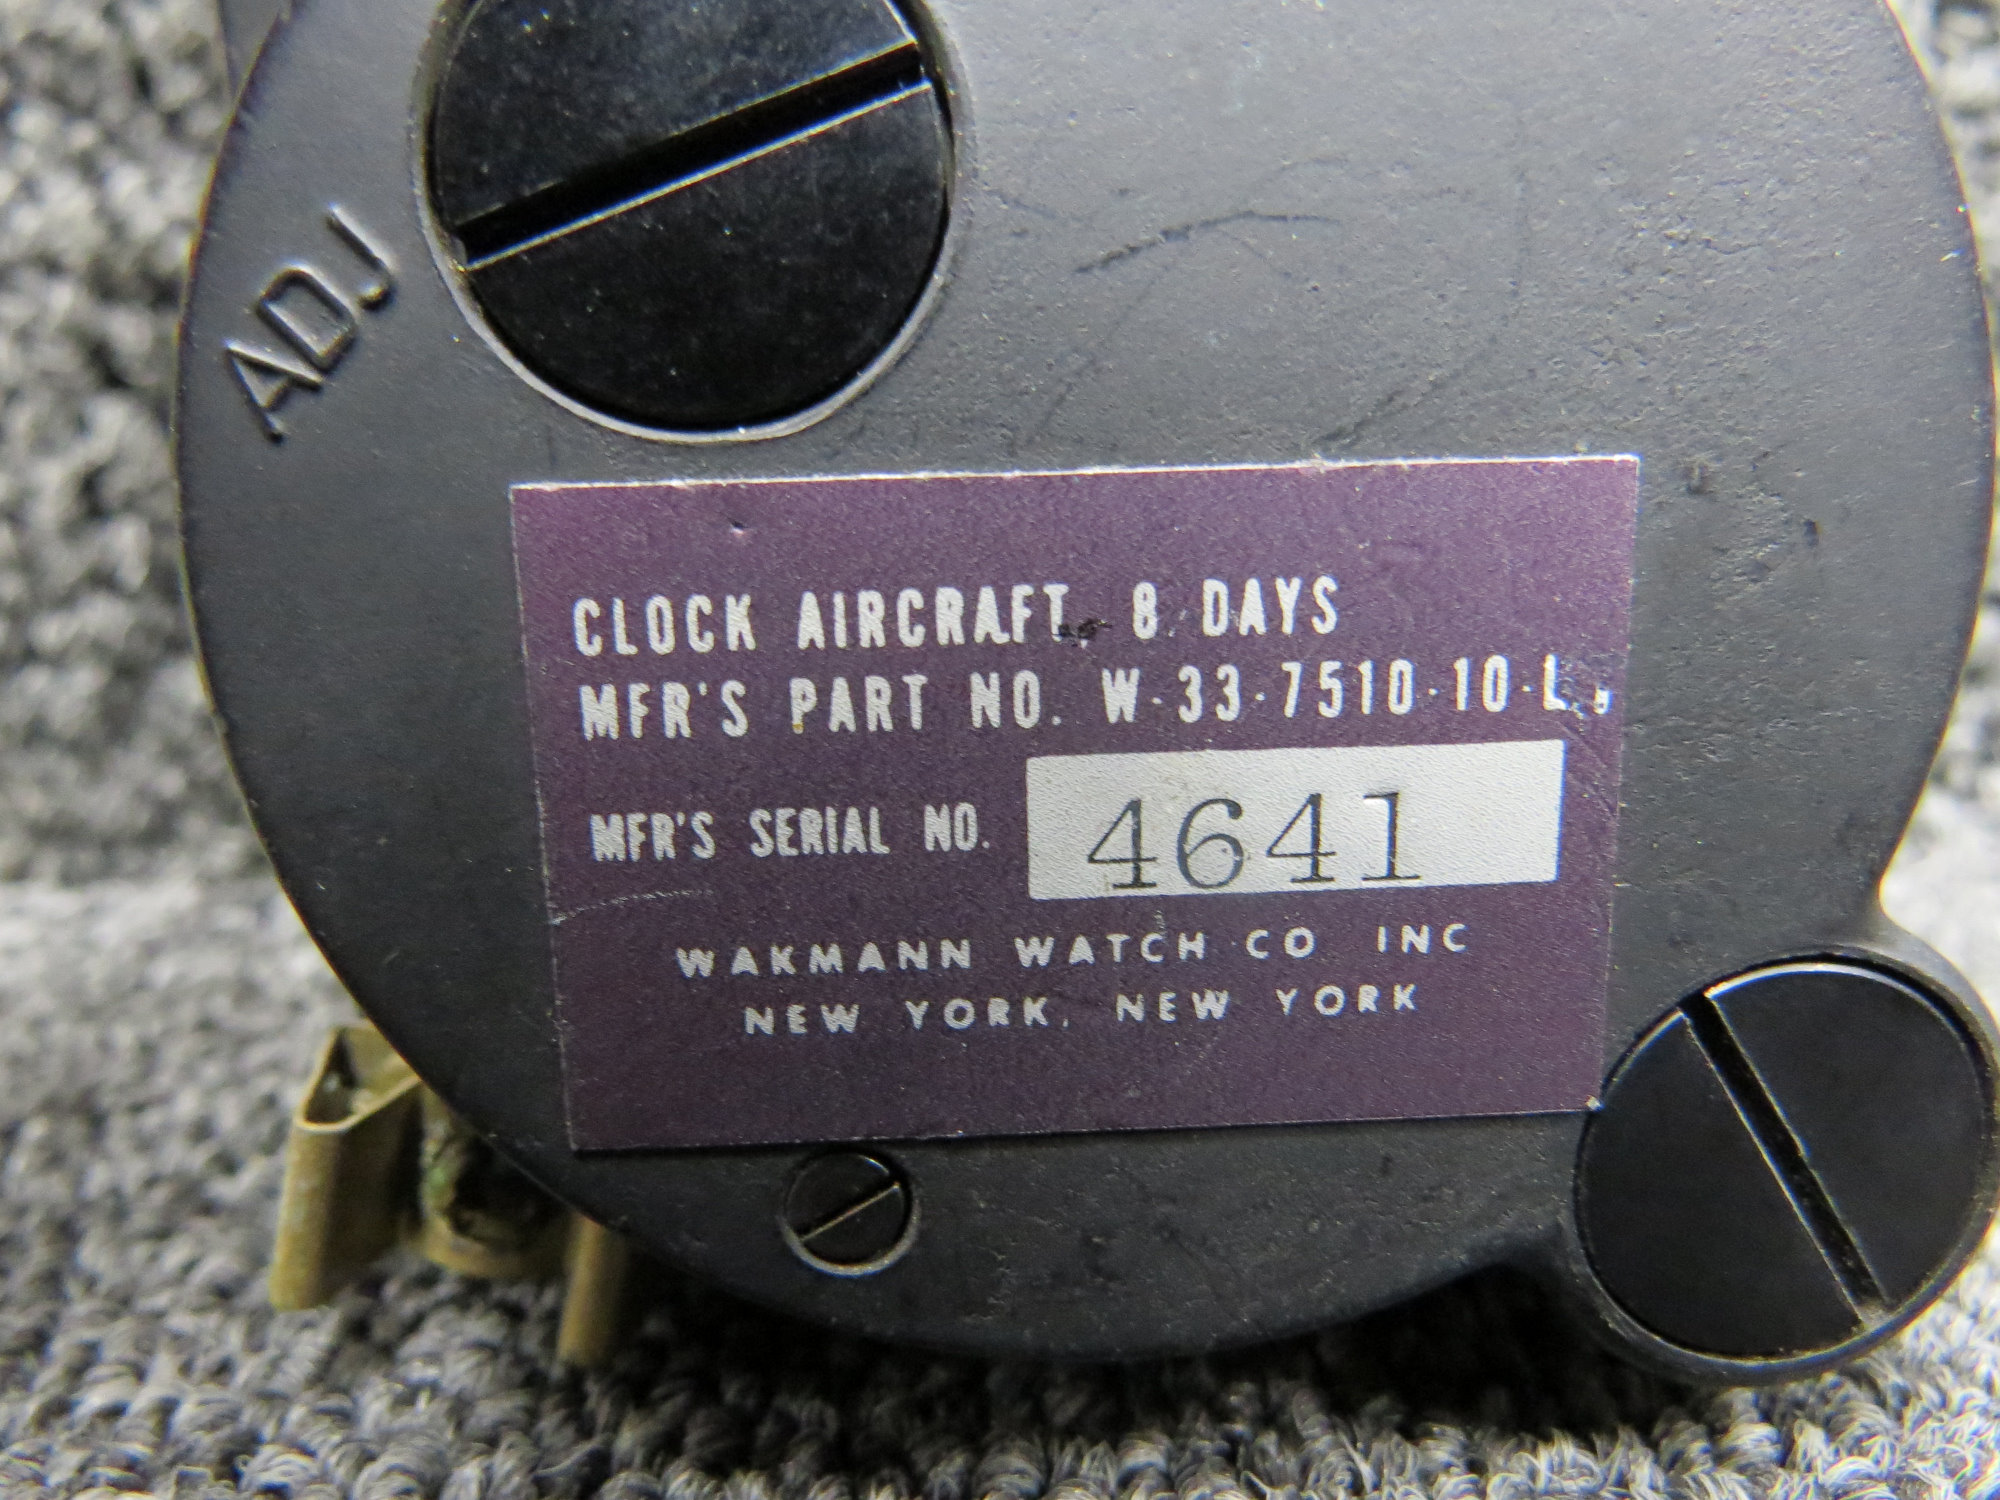 ADJ
CLOCK AIRCRAFT, 8 DAYS
MFR'S PART NO. W-33-7510-10-L
MFR'S SERIAL NO. 4641
WAKMANN WATCH CO INC
NEW YORK, NEW YORK